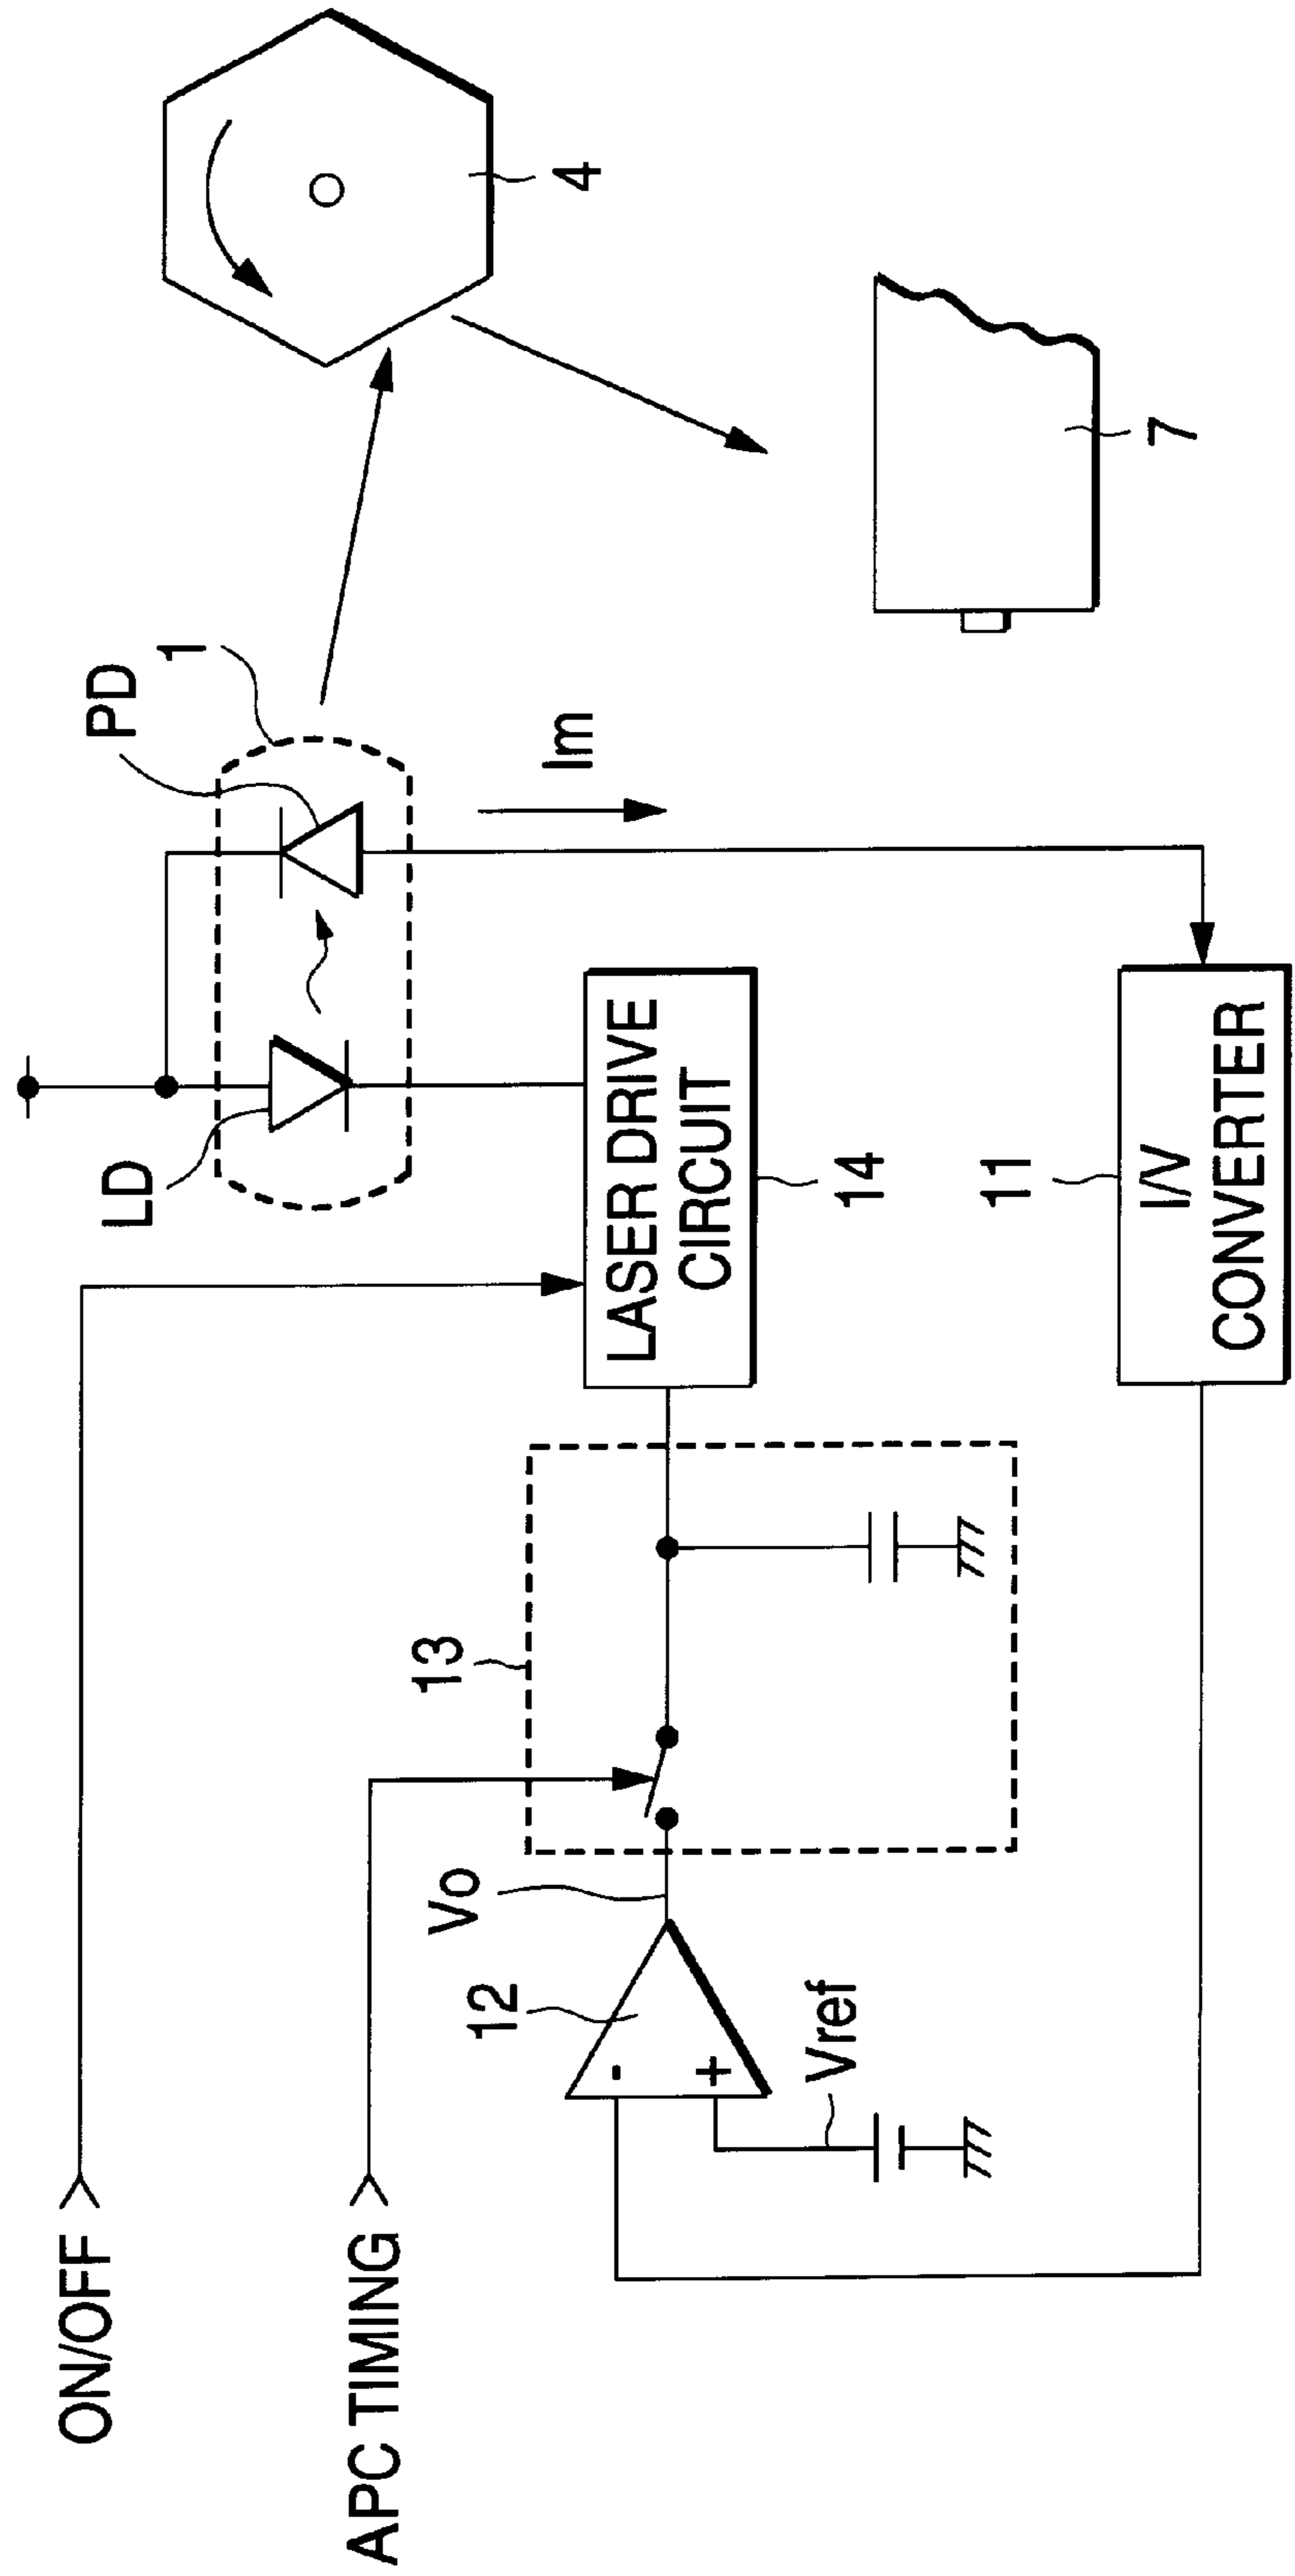 ON/OFF
APC TIMING
LD
PD
1
Im
4
7
13
Vo
12
-
+
Vref
LASER DRIVE
CIRCUIT
14
11
I/V
CONVERTER